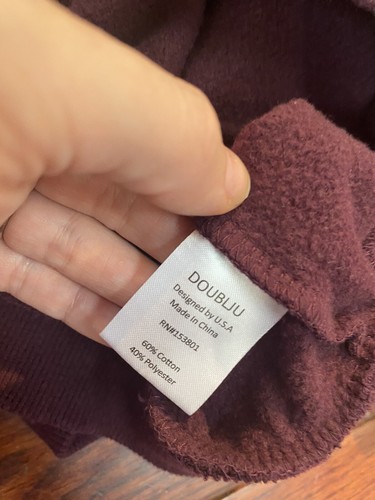 DOUBLJU
Designed by U.S.A
Made in China
RN#153801
60% Cotton
40% Polyester